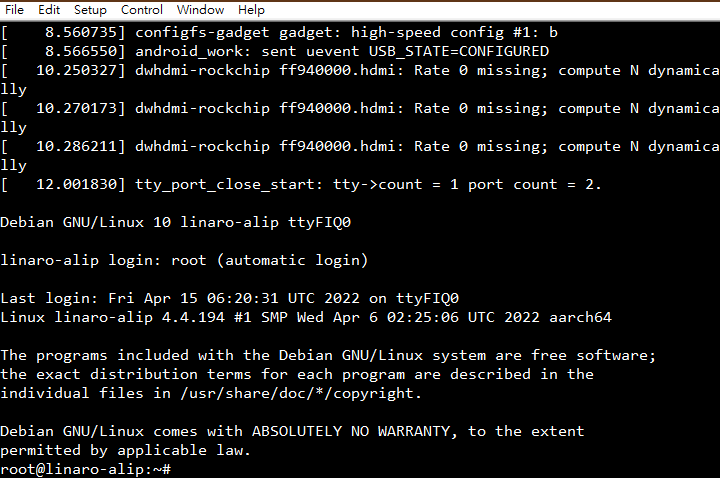 File Edit Setup Control Window Help
[    8.560735] configfs-gadget gadget: high-speed config #1: b
[    8.566550] android_work: sent uevent USB_STATE=CONFIGURED
[   10.250327] dwhdmi-rockchip ff940000.hdmi: Rate 0 missing; compute N dynamica
lly
[   10.270173] dwhdmi-rockchip ff940000.hdmi: Rate 0 missing; compute N dynamica
lly
[   10.286211] dwhdmi-rockchip ff940000.hdmi: Rate 0 missing; compute N dynamica
lly
[   12.001830] tty_port_close_start: tty->count = 1 port count = 2.
Debian GNU/Linux 10 linaro-alip ttyFIQ0
linaro-alip login: root (automatic login)
Last login: Fri Apr 15 06:20:31 UTC 2022 on ttyFIQ0
Linux linaro-alip 4.4.194 #1 SMP Wed Apr 6 02:25:06 UTC 2022 aarch64
The programs included with the Debian GNU/Linux system are free software;
the exact distribution terms for each program are described in the
individual files in /usr/share/doc/*/copyright.
Debian GNU/Linux comes with ABSOLUTELY NO WARRANTY, to the extent
permitted by applicable law.
root@linaro-alip:~#